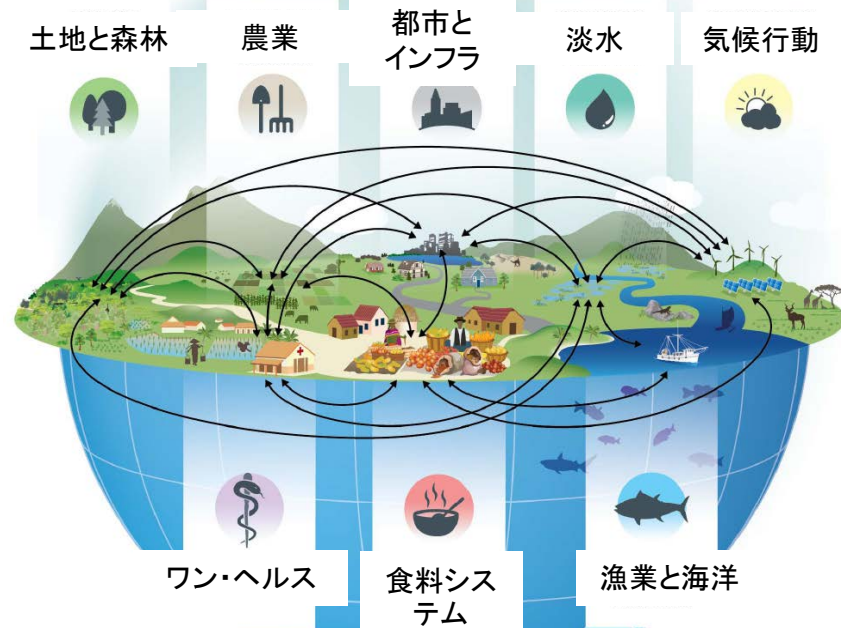 土地と森林
農業
都市と
インフラ
淡水
気候行動
ワン・ヘルス
食料シス
テム
漁業と海洋